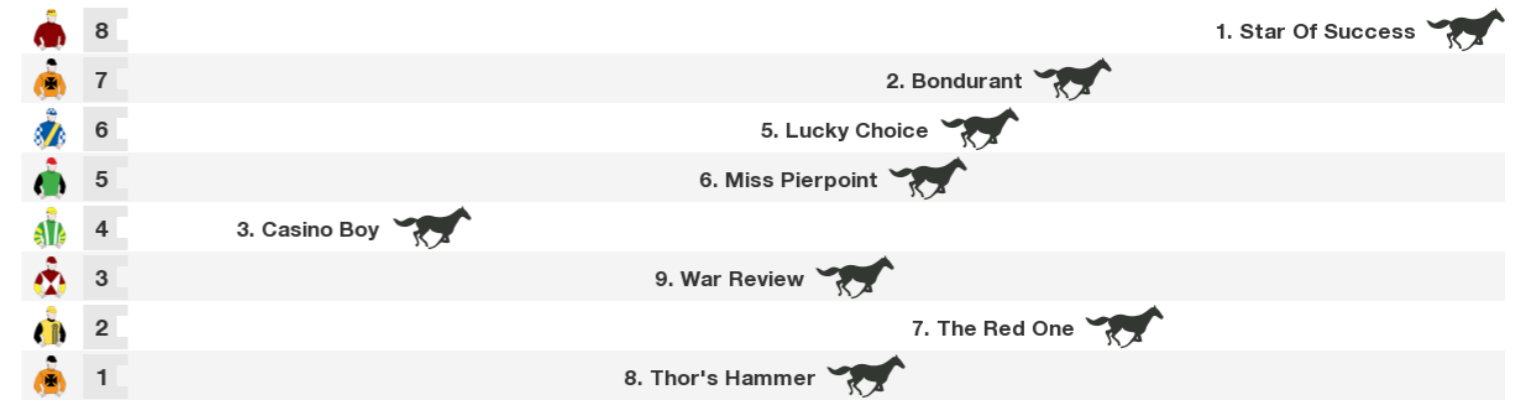 8 1. Star Of Success
7 2. Bondurant
6 5. Lucky Choice
5 6. Miss Pierpoint
4 3. Casino Boy
3 9. War Review
2 7. The Red One
1 8. Thor's Hammer